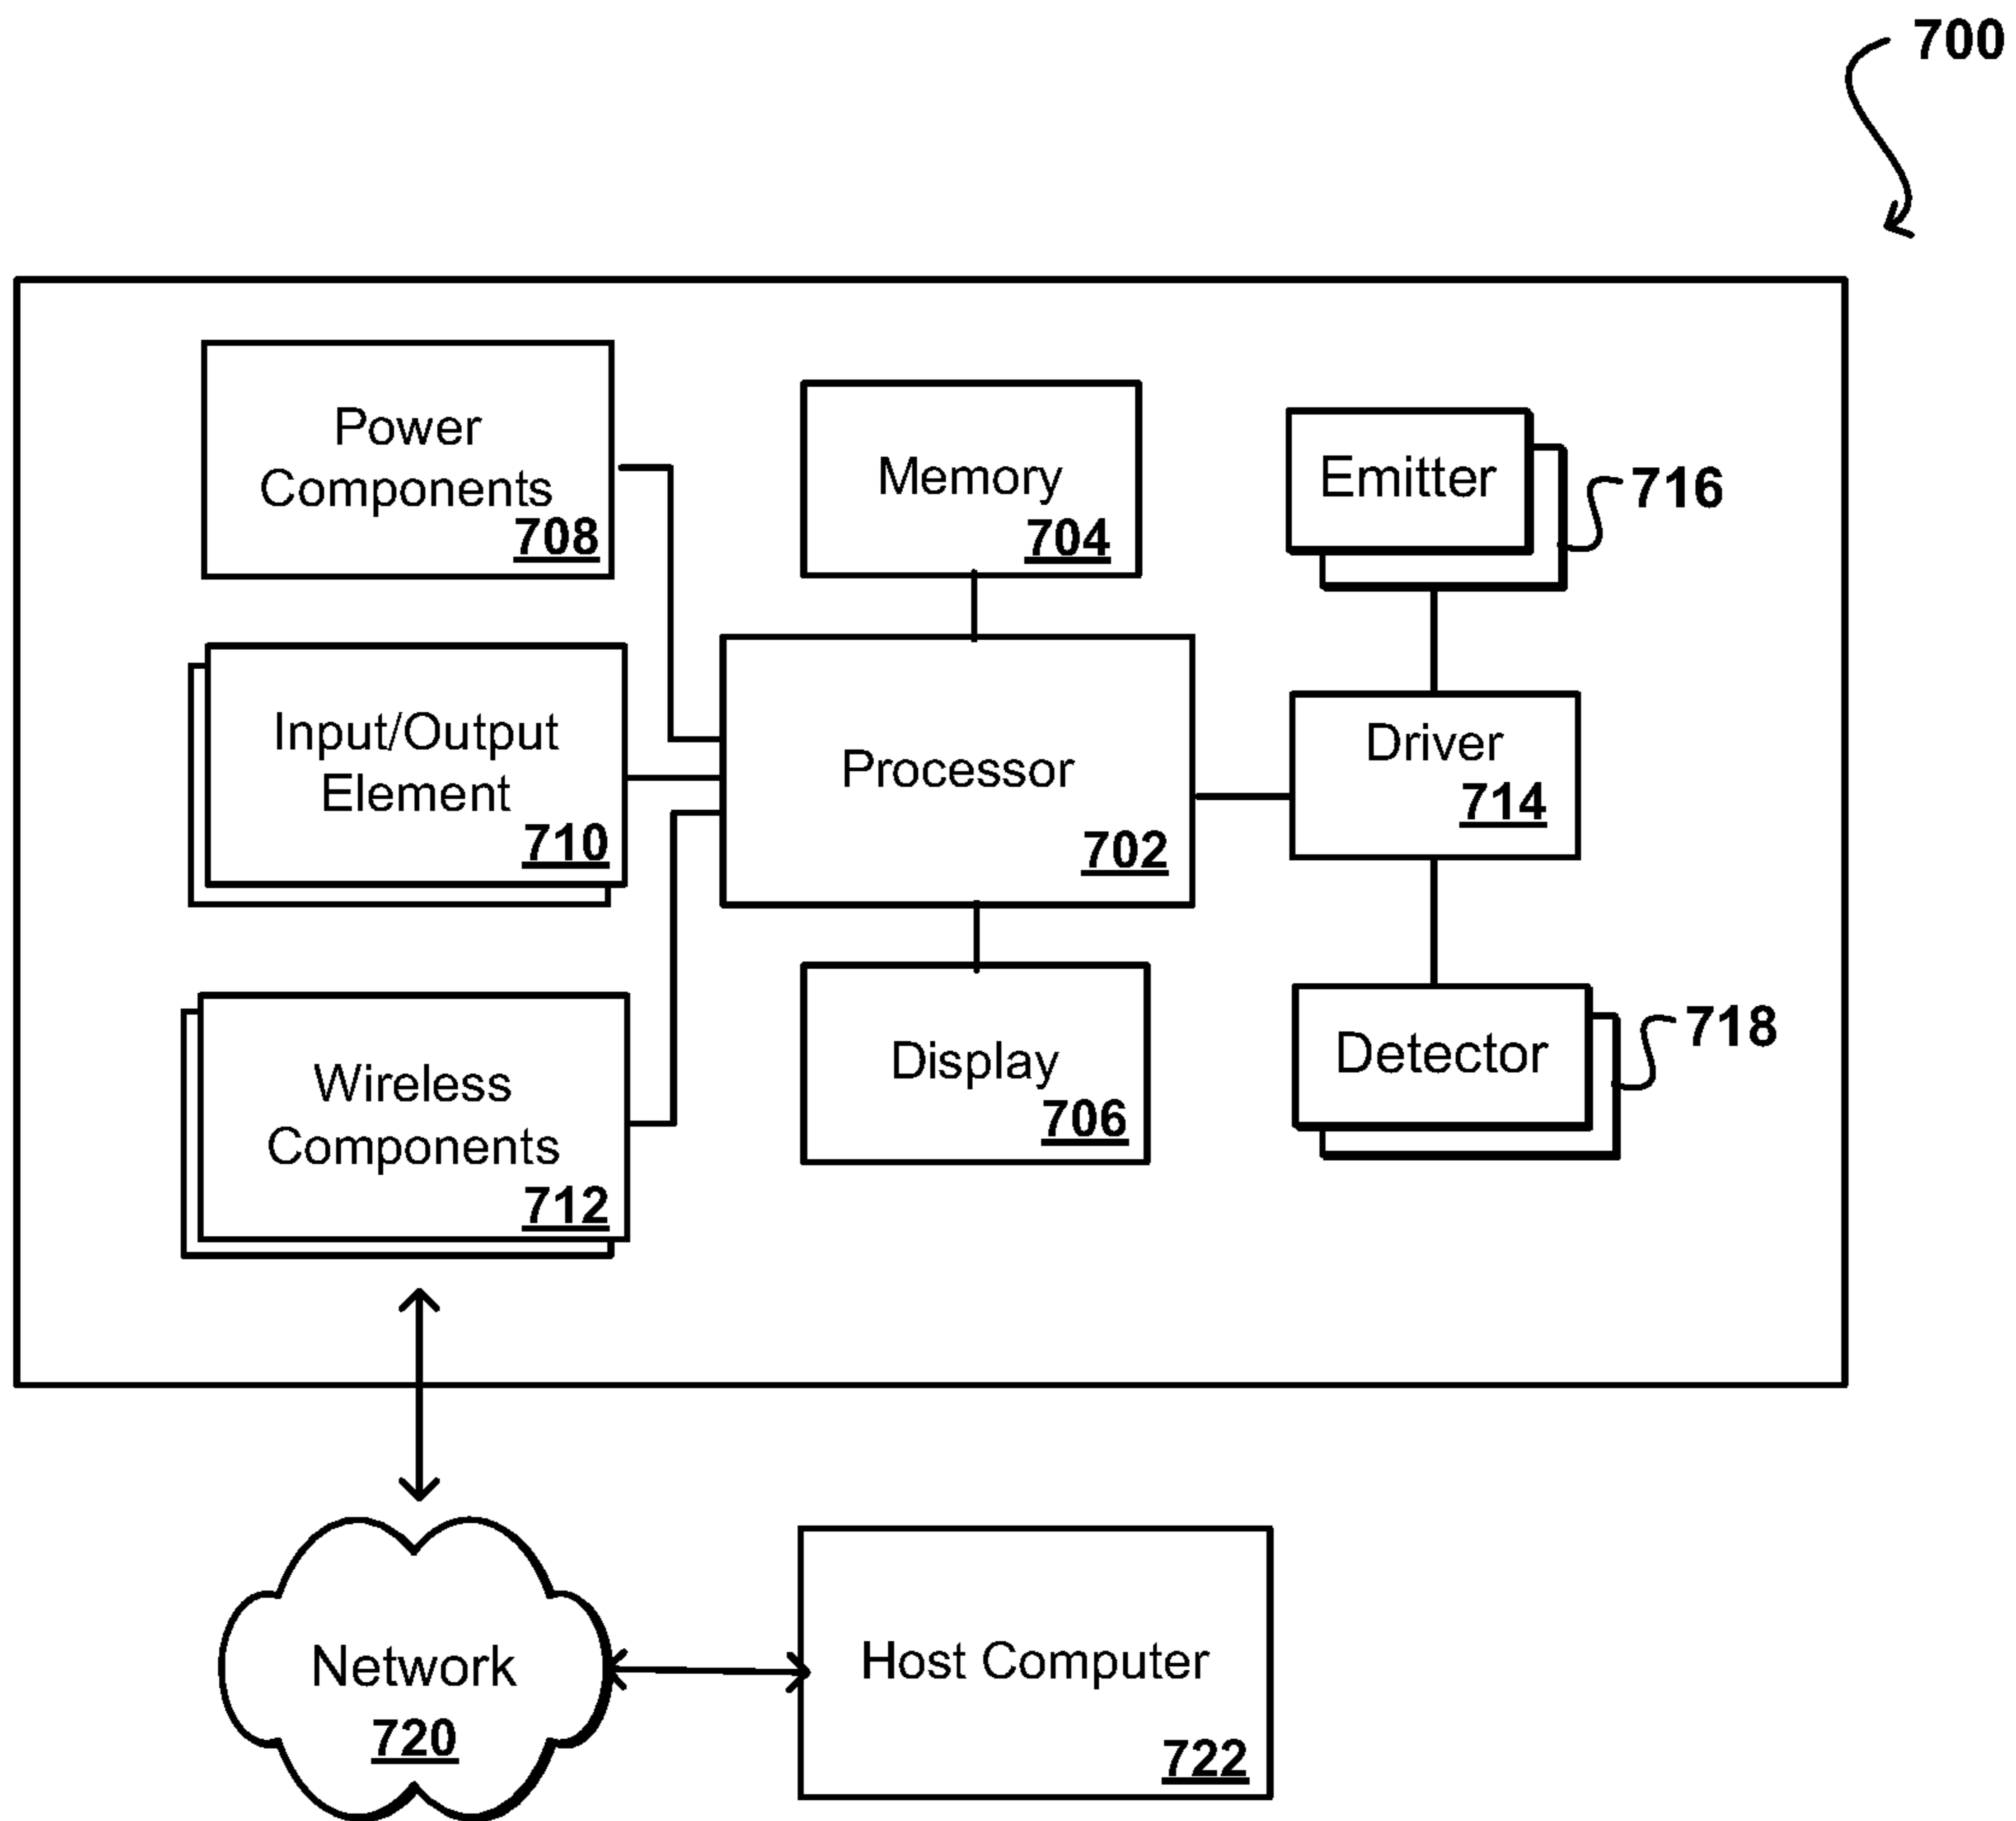 700
Power
Components
708
Memory
704
Emitter
716
Input/Output
Element
710
Processor
702
Driver
714
Wireless
Components
712
Display
706
Detector
718
Network
720
Host Computer
722